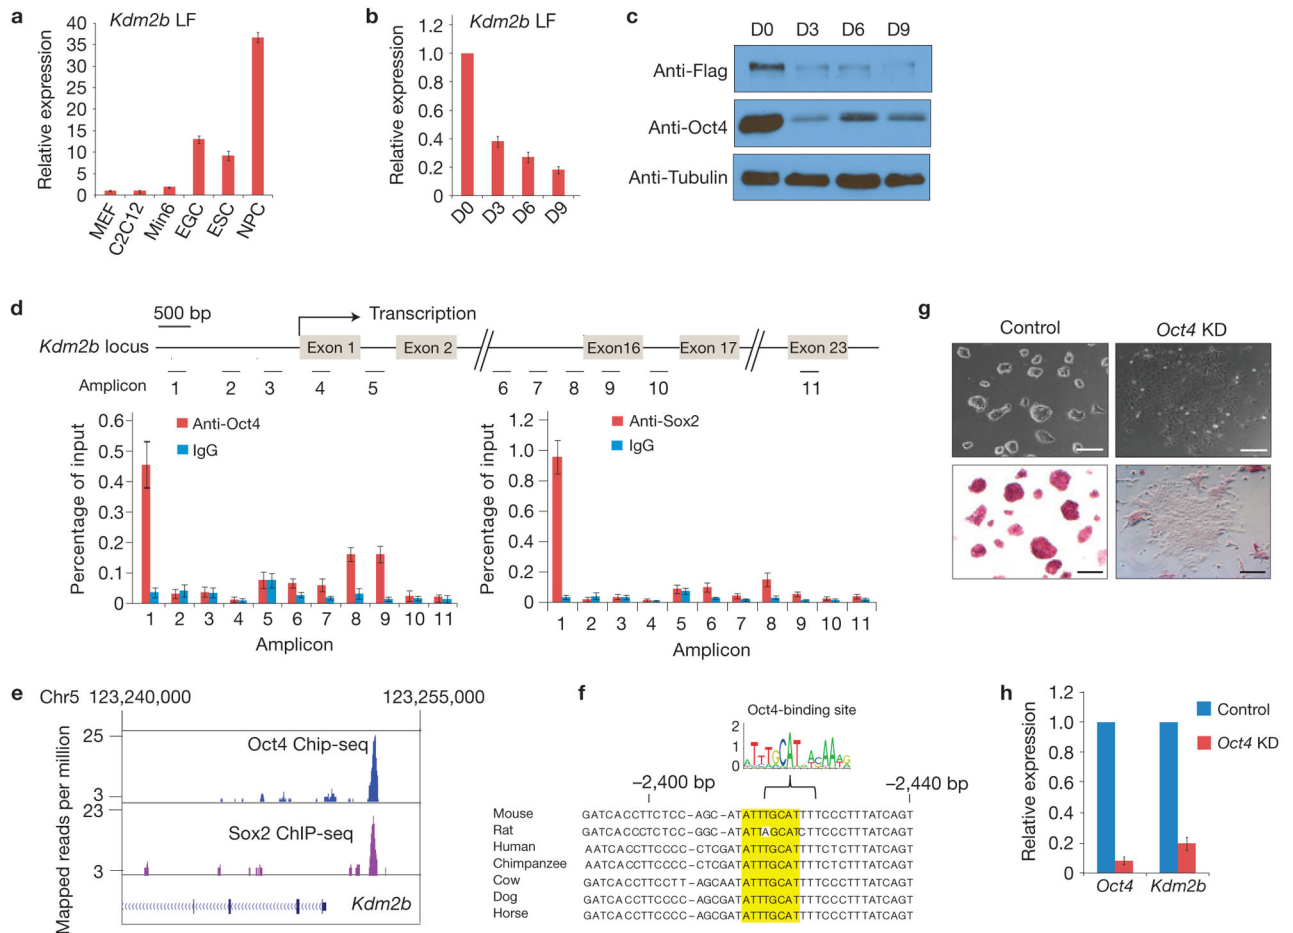 a
Kdm2b LF
Relative expression
40
35
30
25
20
15
10
5
0
MEF
C2C12
Min6
EGC
ESC
NPC
b
Kdm2b LF
Relative expression
1.2
1.0
0.8
0.6
0.4
0.2
0
D0
D3
D6
D9
c
D0 D3 D6 D9
Anti-Flag
Anti-Oct4
Anti-Tubulin
d
500 bp
Transcription
Kdm2b locus
Exon 1 Exon 2 Exon16 Exon 17 Exon 23
Amplicon 1 2 3 4 5 6 7 8 9 10 11
Anti-Oct4
IgG
Percentage of input
0.6
0.5
0.4
0.3
0.2
0.1
0
1 2 3 4 5 6 7 8 9 10 11
Amplicon
Anti-Sox2
IgG
Percentage of input
1.2
1.0
0.8
0.6
0.4
0.2
0
1 2 3 4 5 6 7 8 9 10 11
Amplicon
g
Control Oct4 KD
e
Chr5 123,240,000 123,255,000
Mapped reads per million
25
Oct4 Chip-seq
3
23
Sox2 ChIP-seq
3
Kdm2b
f
Oct4-binding site
2
1
0
−2,400 bp −2,440 bp
Mouse GATCACCTTCTCC–AGC–ATATTTGCATTTTCCCTTTATCAGT
Rat GATCACCCTCTCC–GGC–ATATTAGCATCTTCCCTTTATCAGT
Human AATCACCTTCCCC–CTCGATATTTGCATTTTCTCTTTATCAGT
Chimpanzee AATCACCTTCCCC–CTCGATATTTGCATTTTCTCTTTATCAGT
Cow GATCACCTTCCTT–AGCAATATTTGCATTTTCCCTTTATCAGT
Dog GATCACCTTCCCC–AGCGATATTTGCATTTTCCCTTTATCAGT
Horse GATCACCTTCCCC–AGCGATATTTGCATTTTCCCTTTATCAGT
h
Relative expression
1.2
1.0
0.8
0.6
0.4
0.2
0
Control
Oct4 KD
Oct4 Kdm2b